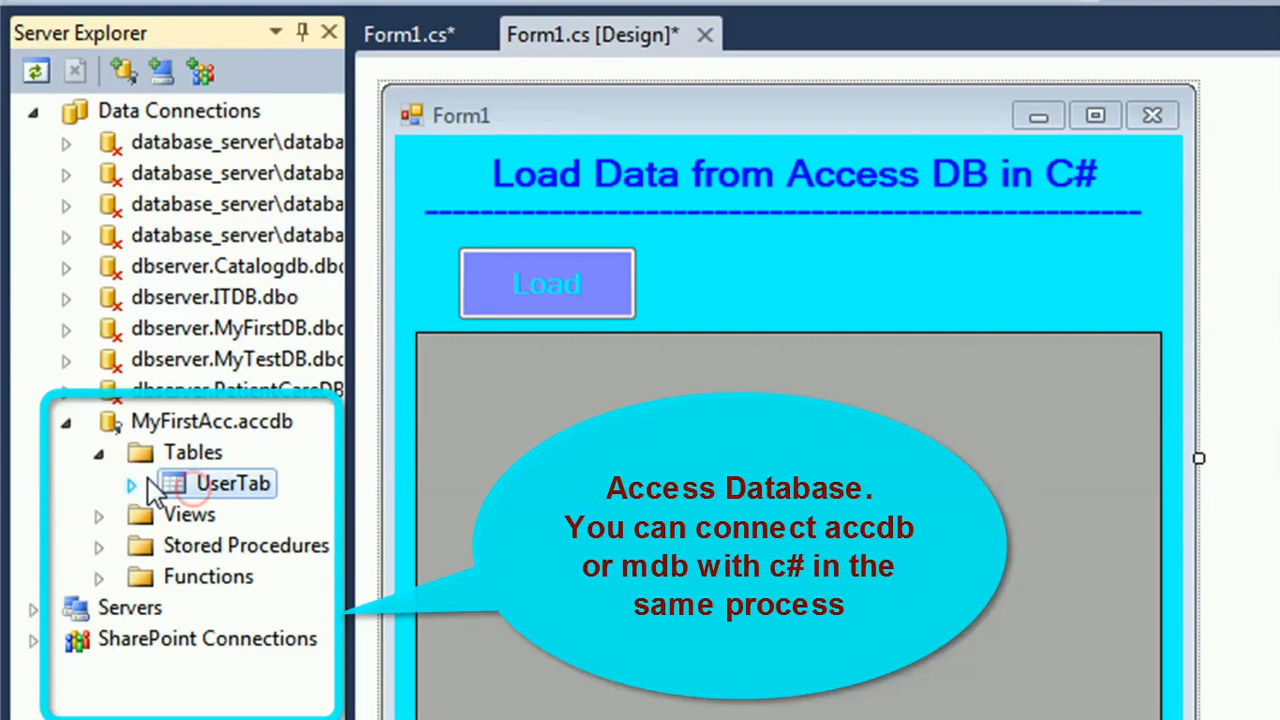 Server Explorer
Form1.cs*
Form1.cs [Design]*
Data Connections
database_server\databa
database_server\databa
database_server\databa
database_server\databa
dbserver.Catalogdb.dbo
dbserver.ITDB.dbo
dbserver.MyFirstDB.dbo
dbserver.MyTestDB.dbo
dbserver.PatientCareDB
MyFirstAcc.accdb
Tables
UserTab
Views
Stored Procedures
Functions
Servers
SharePoint Connections
Form1
Load Data from Access DB in C#
Load
Access Database.
You can connect accdb
or mdb with c# in the
same process